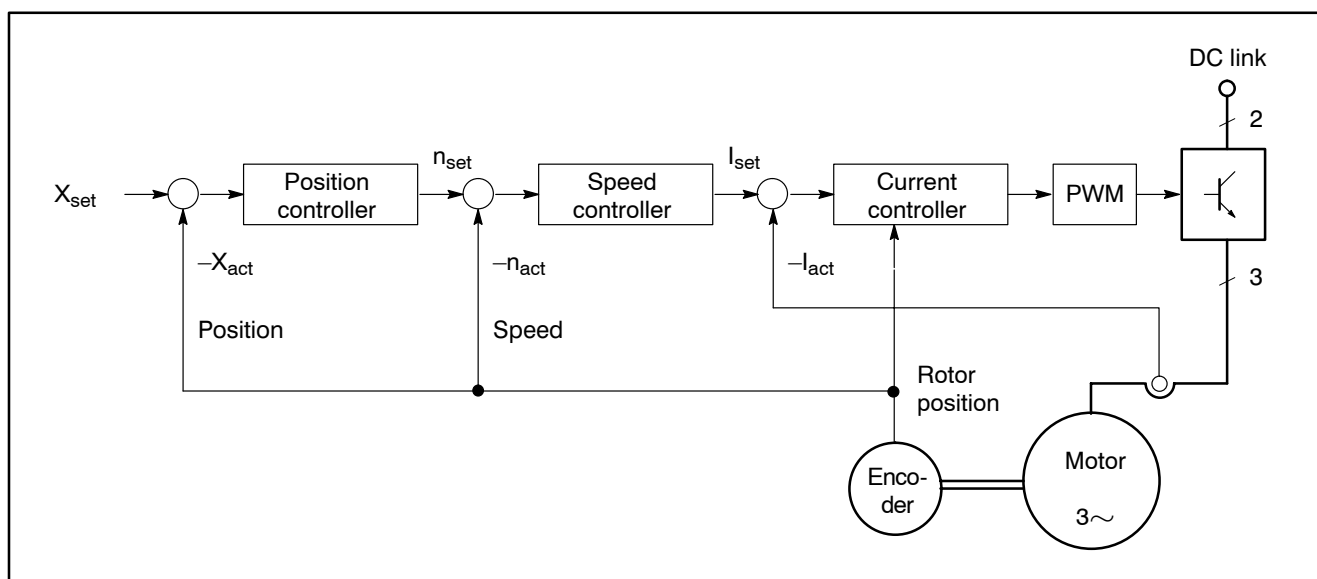 DC link
2
X_set
Position
controller
n_set
Speed
controller
I_set
Current
controller
PWM
–X_act
–n_act
–I_act
3
Position
Speed
Rotor
position
Enco-
der
Motor
3∼